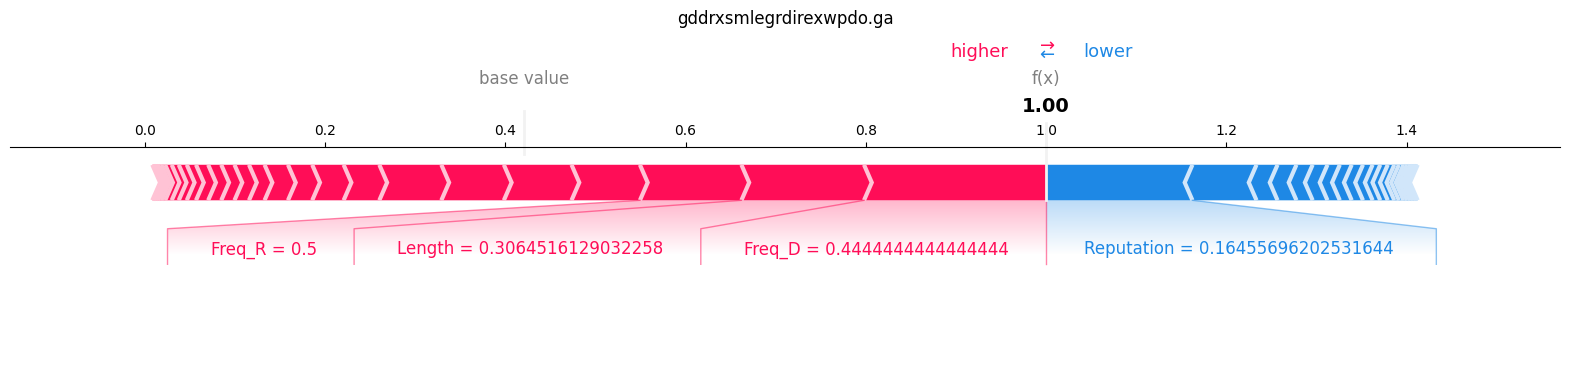 gddrxsmlegrdirexwpdo.ga
higher ⇄ lower
base value f(x)
1.00
0.0 0.2 0.4 0.6 0.8 1.0 1.2 1.4
Freq_R = 0.5 Length = 0.3064516129032258 Freq_D = 0.4444444444444444 Reputation = 0.16455696202531644